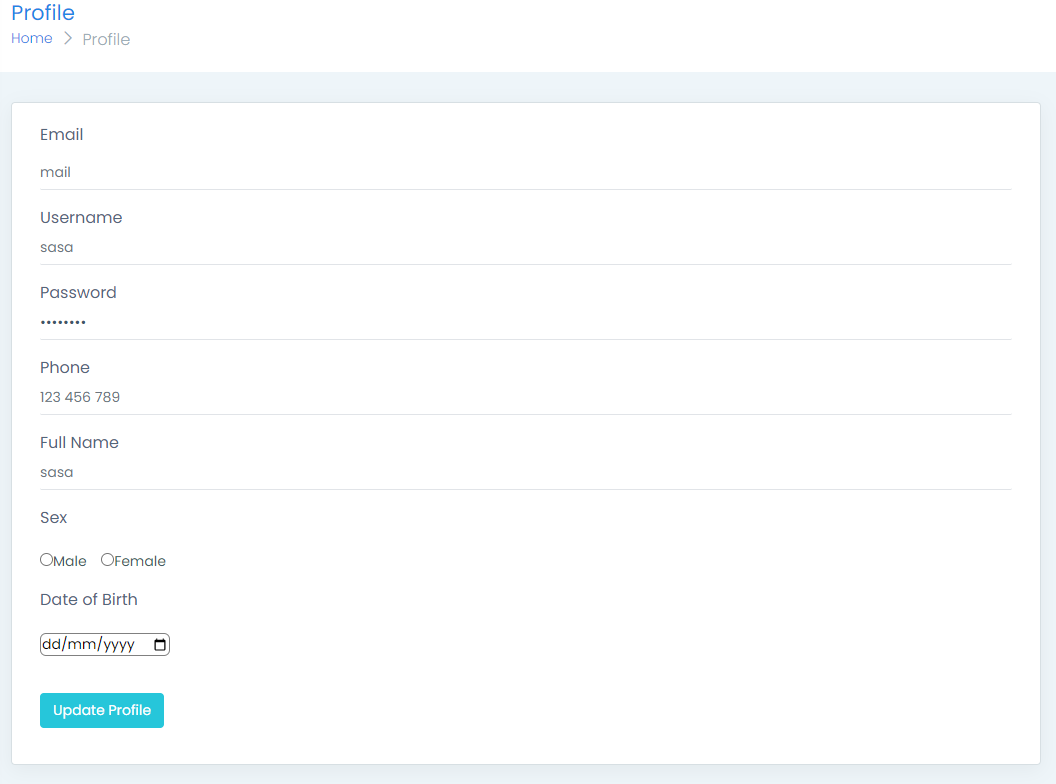 Profile
Home > Profile
Email
mail
Username
sasa
Password
••••••••
Phone
123 456 789
Full Name
sasa
Sex
Male Female
Date of Birth
dd/mm/yyyy
Update Profile